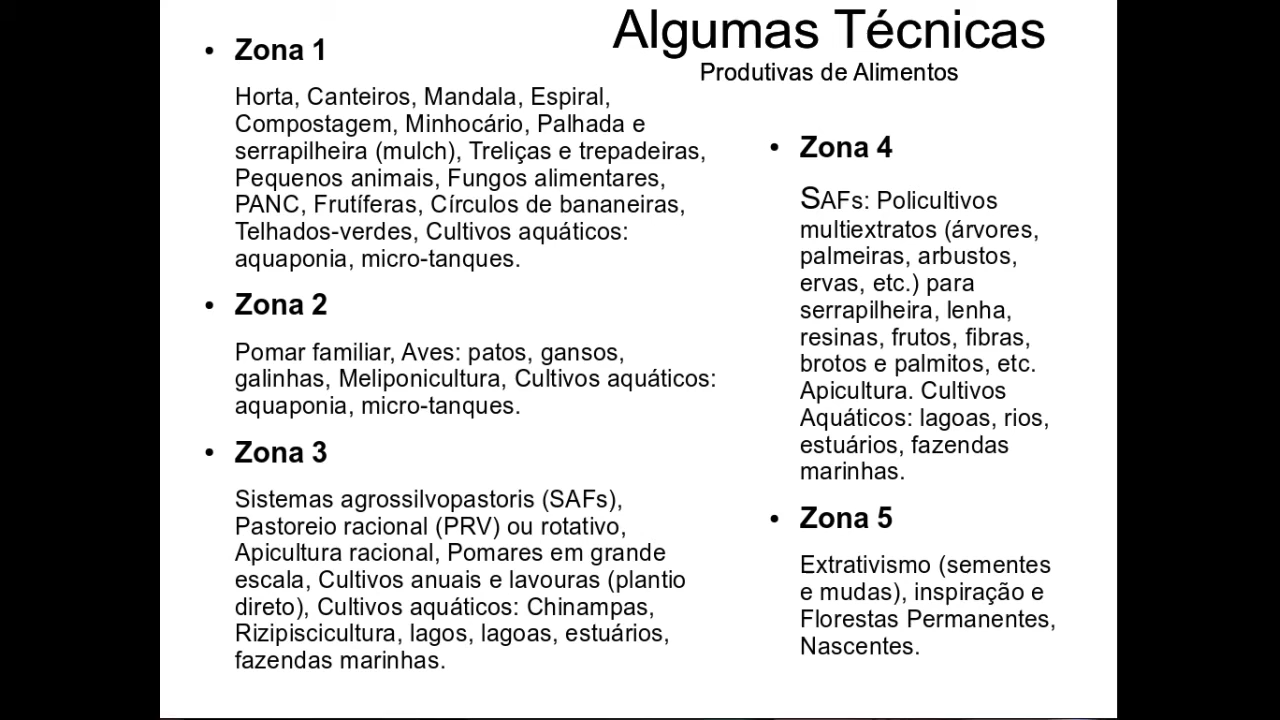 Algumas Técnicas
Produtivas de Alimentos
• Zona 1
Horta, Canteiros, Mandala, Espiral,
Compostagem, Minhocário, Palhada e
serrapilheira (mulch), Treliças e trepadeiras,
Pequenos animais, Fungos alimentares,
PANC, Frutíferas, Círculos de bananeiras,
Telhados-verdes, Cultivos aquáticos:
aquaponia, micro-tanques.
• Zona 2
Pomar familiar, Aves: patos, gansos,
galinhas, Meliponicultura, Cultivos aquáticos:
aquaponia, micro-tanques.
• Zona 3
Sistemas agrossilvopastoris (SAFs),
Pastoreio racional (PRV) ou rotativo,
Apicultura racional, Pomares em grande
escala, Cultivos anuais e lavouras (plantio
direto), Cultivos aquáticos: Chinampas,
Rizipiscicultura, lagos, lagoas, estuários,
fazendas marinhas.
• Zona 4
SAFs: Policultivos
multiextratos (árvores,
palmeiras, arbustos,
ervas, etc.) para
serrapilheira, lenha,
resinas, frutos, fibras,
brotos e palmitos, etc.
Apicultura. Cultivos
Aquáticos: lagoas, rios,
estuários, fazendas
marinhas.
• Zona 5
Extrativismo (sementes
e mudas), inspiração e
Florestas Permanentes,
Nascentes.